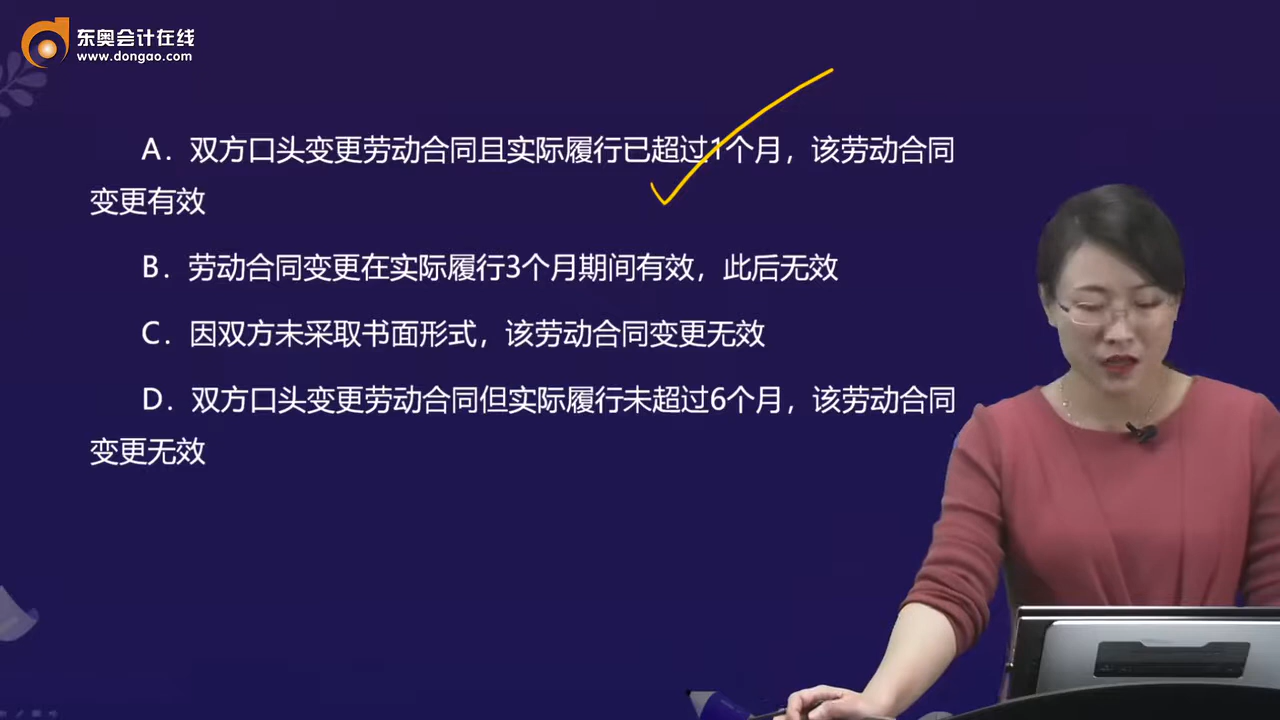 东奥会计在线
www.dongao.com
A．双方口头变更劳动合同且实际履行已超过1个月，该劳动合同
变更有效
B．劳动合同变更在实际履行3个月期间有效，此后无效
C．因双方未采取书面形式，该劳动合同变更无效
D．双方口头变更劳动合同但实际履行未超过6个月，该劳动合同
变更无效